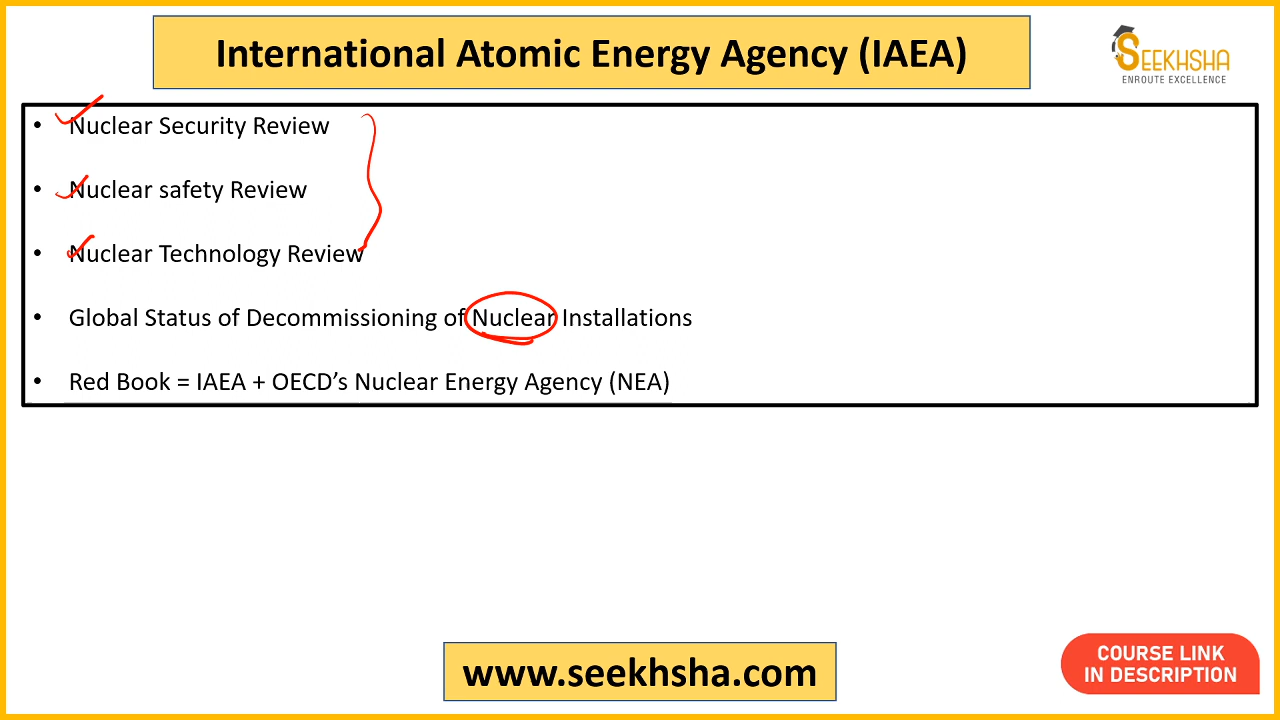 International Atomic Energy Agency (IAEA)
SEEKHSHA
ENROUTE EXCELLENCE
• Nuclear Security Review
• Nuclear safety Review
• Nuclear Technology Review
• Global Status of Decommissioning of Nuclear Installations
• Red Book = IAEA + OECD’s Nuclear Energy Agency (NEA)
www.seekhsha.com
COURSE LINK
IN DESCRIPTION